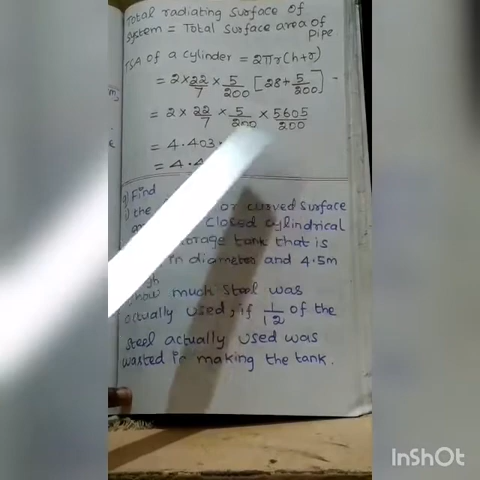 Total radiating surface of
system = Total surface area of
pipe
TSA of a cylinder = 2πr(h+r)
= 2 × 22/7 × 5/200 [28 + 5/200]
= 2 × 22/7 × 5/200 × 5605/200
= 4.403
= 4.4
9) Find
i) the or curved surface
closed cylindrical
storage tank that is
in diameter and 4.5m
how much steel was
actually used, if 1/12 of the
steel actually used was
wasted in making the tank.
InShOt